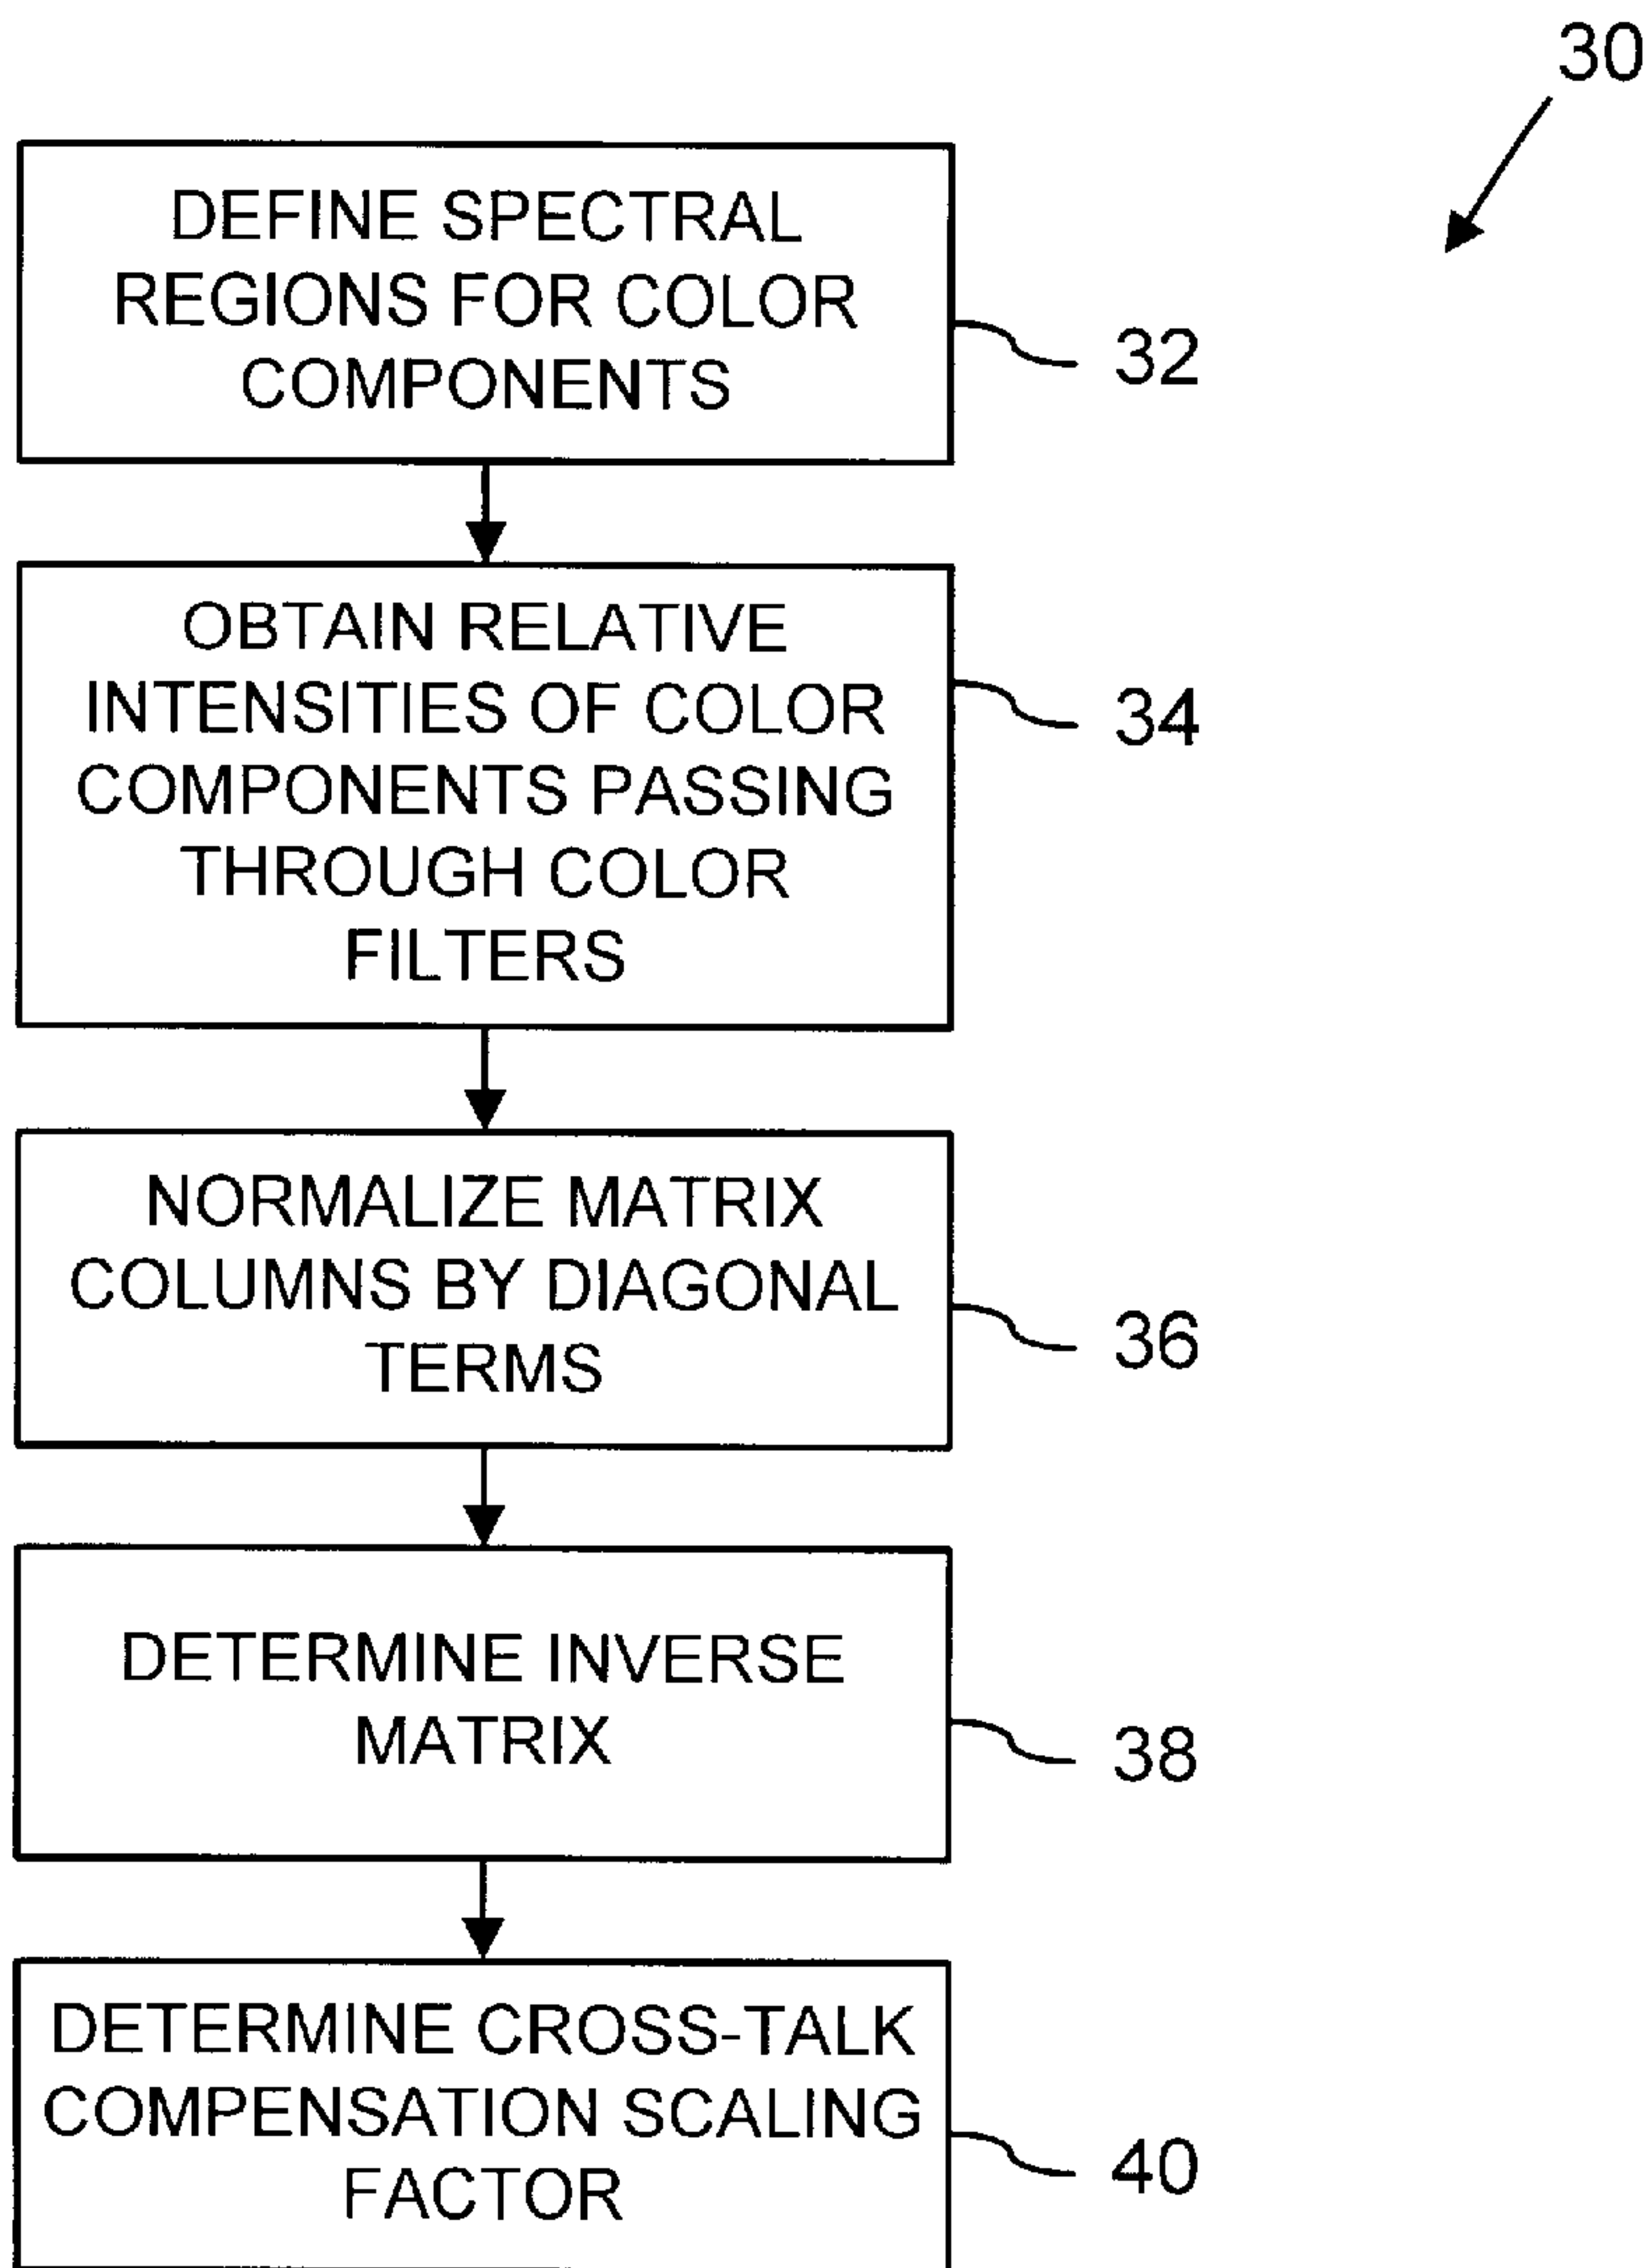 30
DEFINE SPECTRAL
REGIONS FOR COLOR
COMPONENTS
32
OBTAIN RELATIVE
INTENSITIES OF COLOR
COMPONENTS PASSING
THROUGH COLOR
FILTERS
34
NORMALIZE MATRIX
COLUMNS BY DIAGONAL
TERMS
36
DETERMINE INVERSE
MATRIX
38
DETERMINE CROSS-TALK
COMPENSATION SCALING
FACTOR
40